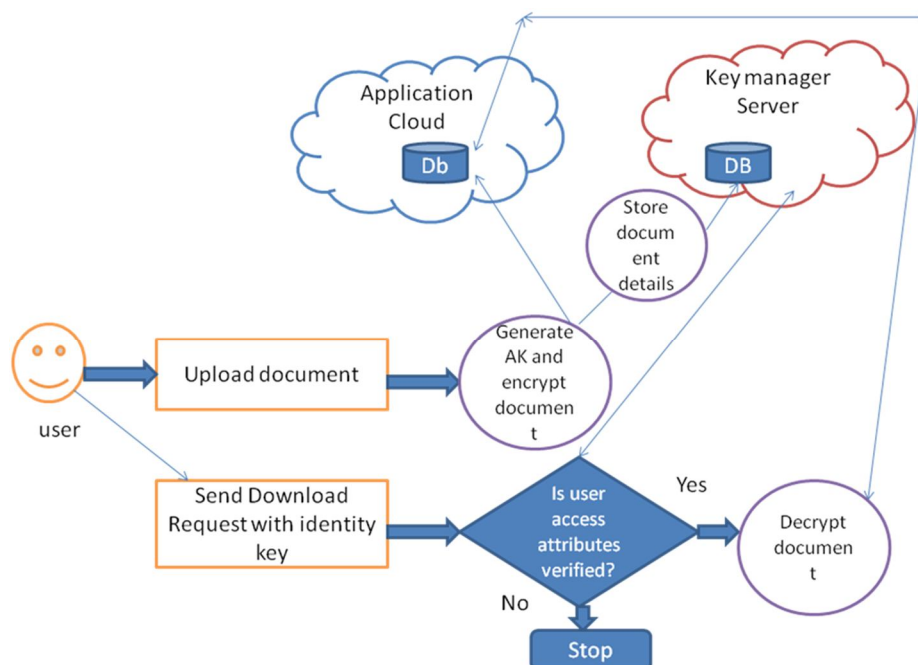 Application
Cloud
Db
Key manager
Server
DB
Store
docum
ent
details
Generate
AK and
encrypt
documen
t
Upload document
user
Send Download
Request with identity
key
Is user
access
attributes
verified?
Yes
No
Decrypt
documen
t
Stop